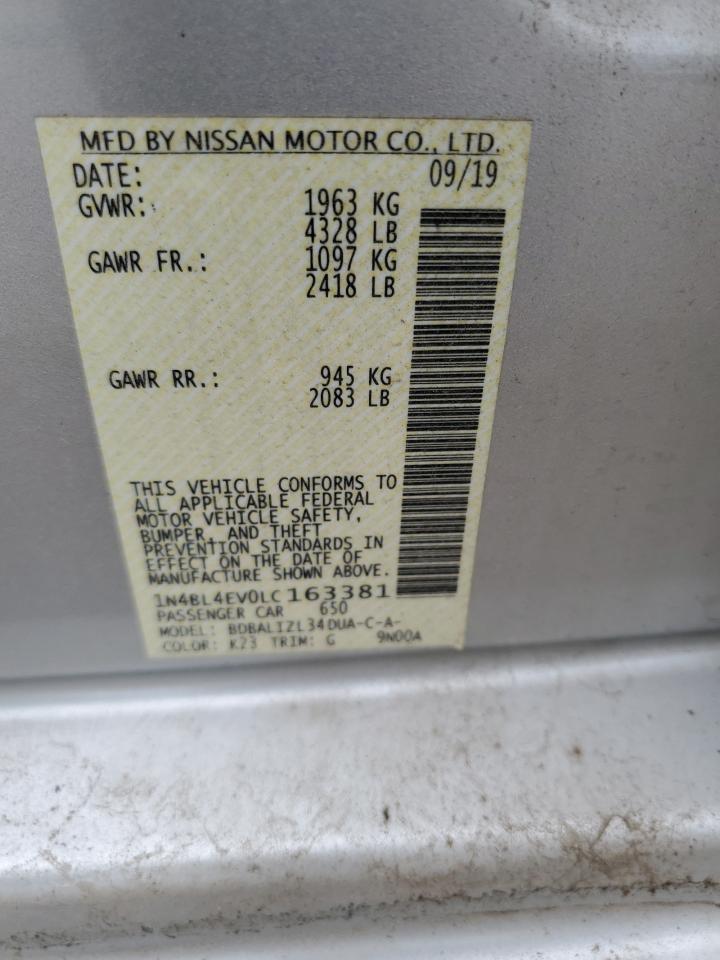 MFD BY NISSAN MOTOR CO., LTD.
DATE: 09/19
GVWR: 1963 KG
4328 LB
GAWR FR.: 1097 KG
2418 LB
GAWR RR.: 945 KG
2083 LB
THIS VEHICLE CONFORMS TO
ALL APPLICABLE FEDERAL
MOTOR VEHICLE SAFETY,
BUMPER, AND THEFT
PREVENTION STANDARDS IN
EFFECT ON THE DATE OF
MANUFACTURE SHOWN ABOVE.
1N4BL4EV0LC163381
PASSENGER CAR 650
MODEL: BDBALIZL34DUA-C-A-
COLOR: K23 TRIM: G 9N00A